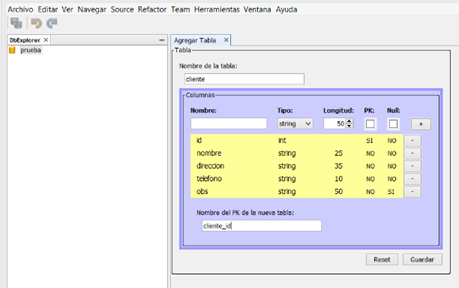 Archivo Editar Ver Navegar Source Refactor Team Herramientas Ventana Ayuda
DbExplorer
prueba
Agregar Tabla
Tabla
Nombre de la tabla:
cliente
Columnas
Nombre: Tipo: Longitud: PK: Null:
string 50 +
id int SI NO -
nombre string 25 NO NO -
direccion string 35 NO NO -
telefono string 10 NO NO -
obs string 50 NO SI -
Nombre del PK de la nueva tabla:
cliente_id
Reset Guardar